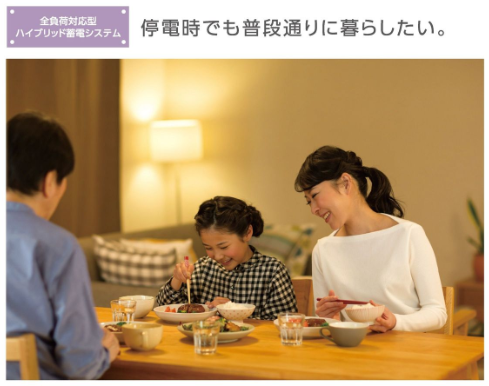 全負荷対応型
ハイブリッド蓄電システム
停電時でも普段通りに暮らしたい。